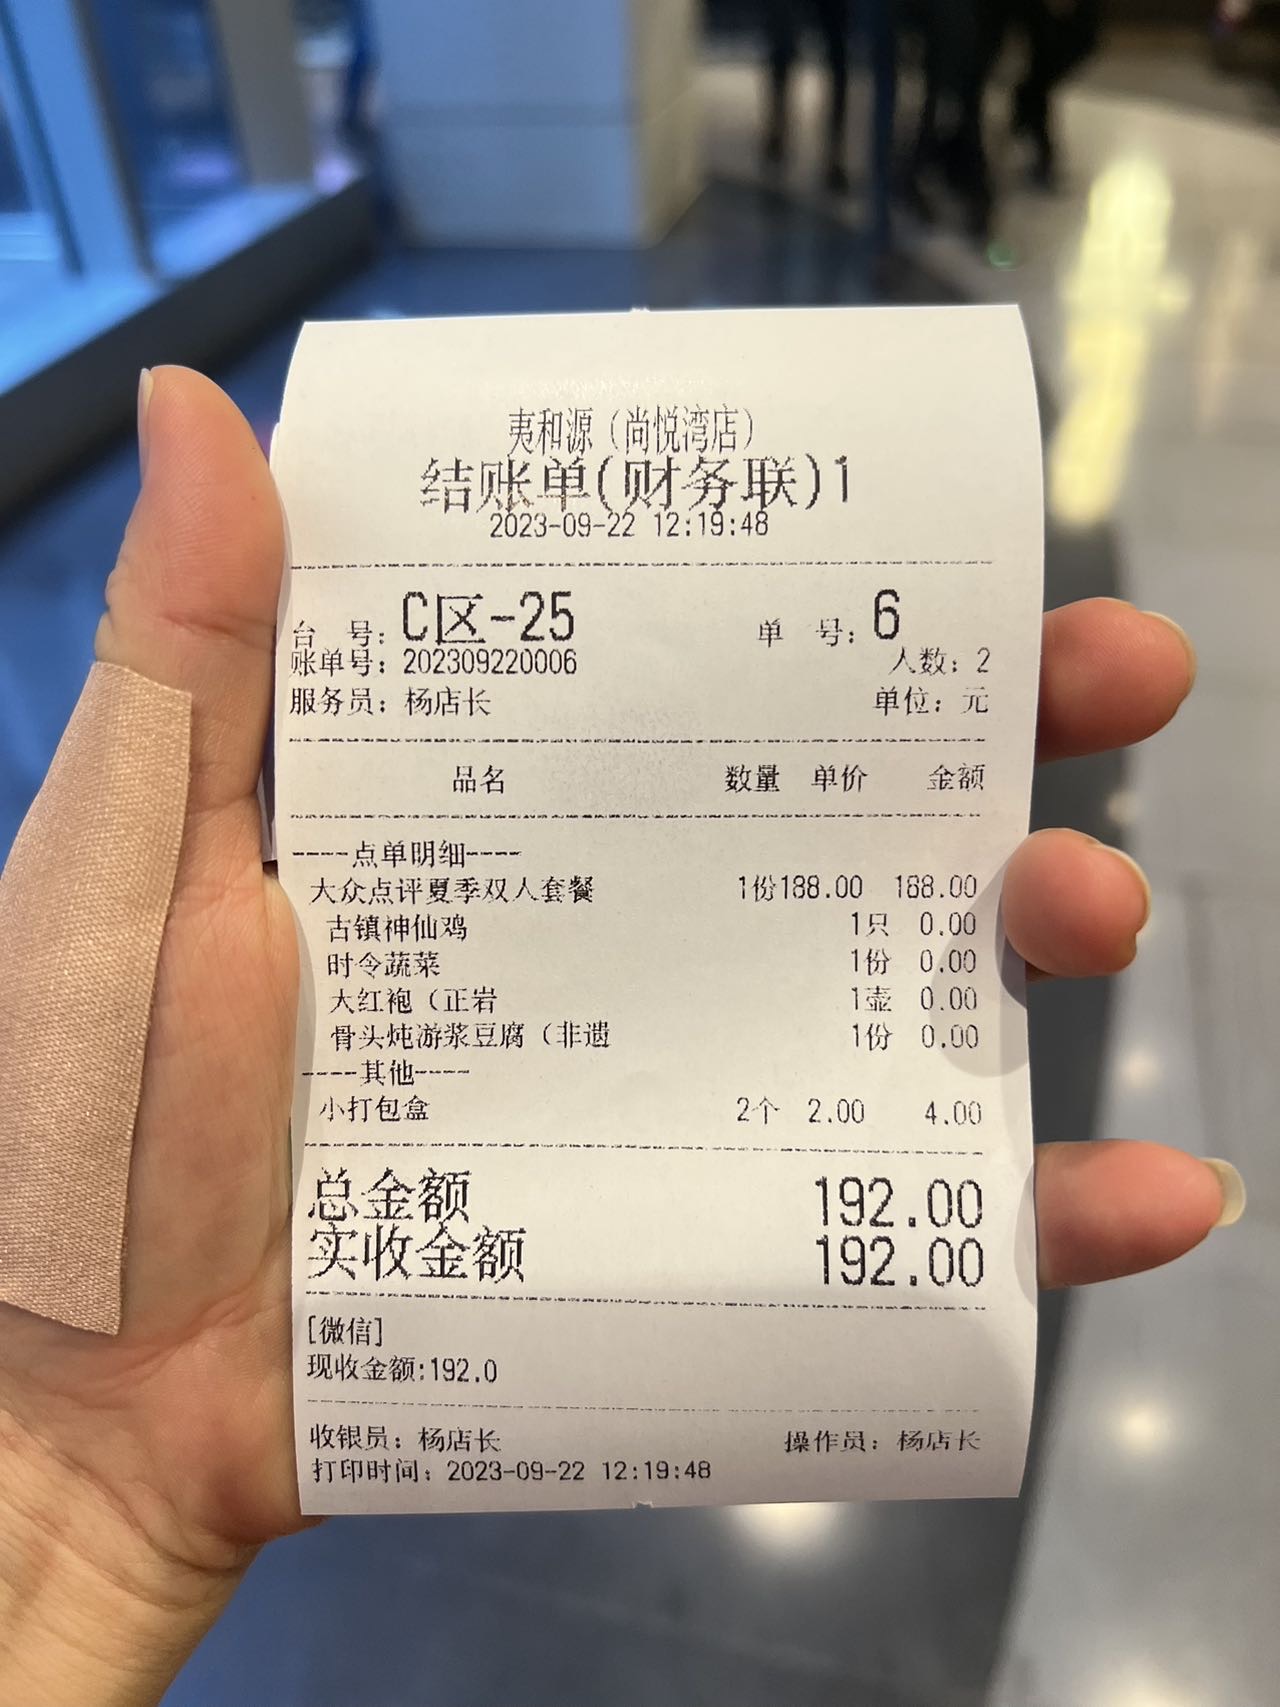 夷和源（尚悦湾店）
结账单(财务联)1
2023-09-22 12:19:48
台 号: C区-25 单 号: 6
账单号: 202309220006 人数: 2
服务员: 杨店长 单位: 元
品名 数量 单价 金额
----点单明细----
大众点评夏季双人套餐 1份188.00 188.00
古镇神仙鸡 1只 0.00
时令蔬菜 1份 0.00
大红袍（正岩 1壶 0.00
骨头炖游浆豆腐（非遗 1份 0.00
----其他----
小打包盒 2个 2.00 4.00
总金额 192.00
实收金额 192.00
[微信]
现收金额:192.0
收银员: 杨店长 操作员: 杨店长
打印时间: 2023-09-22 12:19:48